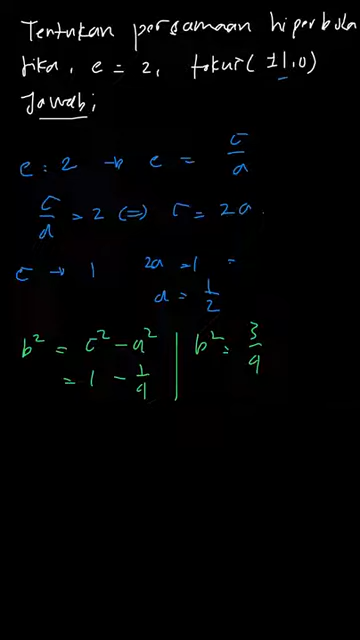 Tentukan persamaan hiperbola
jika, e = 2, fokus (±1,0)
Jawab;
e = 2 → e = c/a
c/a = 2 ⇔ c = 2a.
c → 1 2a = 1 =
a = 1/2
b² = c² - a² | b² = 3/4
= 1 - 1/4